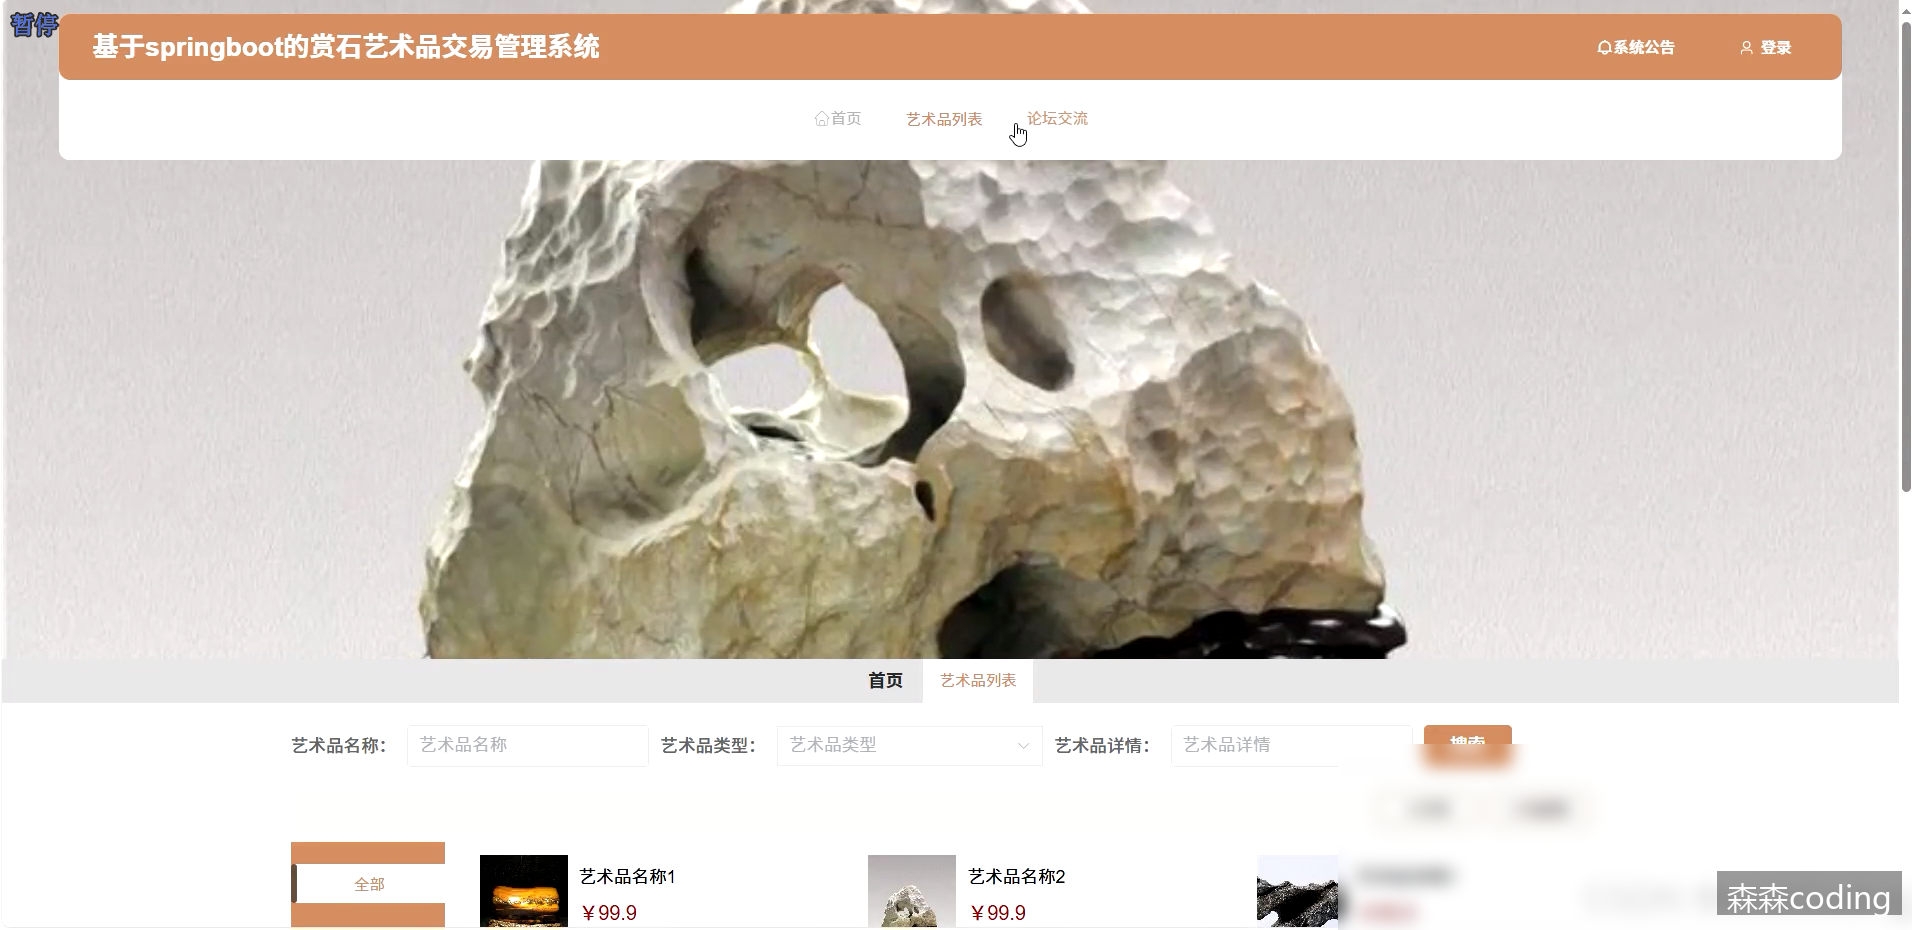 暂停
基于springboot的赏石艺术品交易管理系统
系统公告 登录
首页 艺术品列表 论坛交流
首页 艺术品列表
艺术品名称： 艺术品名称 艺术品类型： 艺术品类型 艺术品详情： 艺术品详情 搜索
全部
艺术品名称1 艺术品名称2
￥99.9 ￥99.9
森森coding